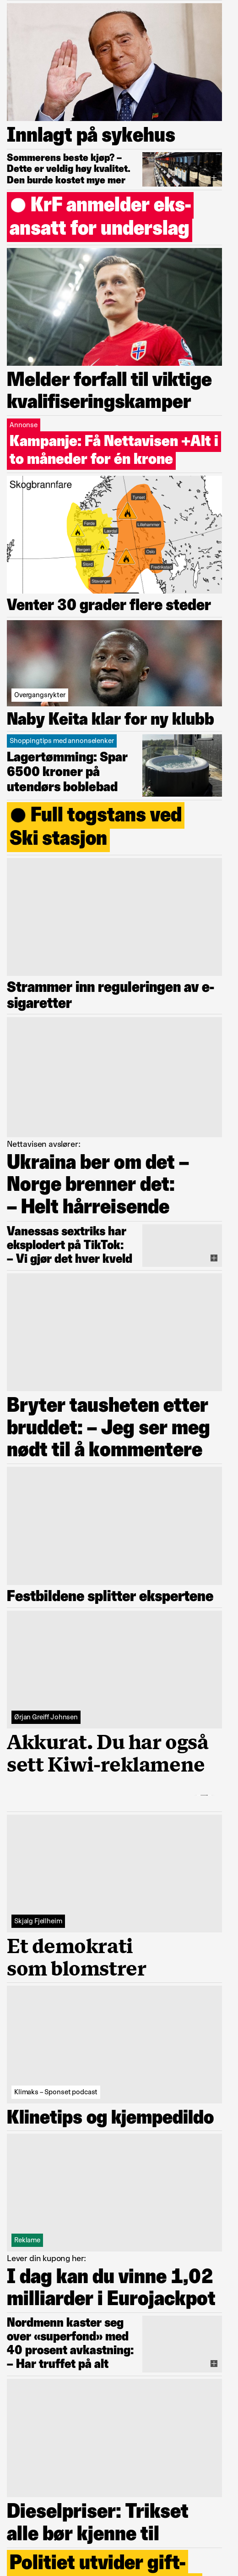 Innlagt på sykehus
Sommerens beste kjøp? –
Dette er veldig høy kvalitet.
Den burde kostet mye mer
● KrF anmelder eks-
ansatt for underslag
Melder forfall til viktige
kvalifiseringskamper
Annonse
Kampanje: Få Nettavisen +Alt i
to måneder for én krone
Skogbrannfare
Tynset
Førde
Lærdal
Lillehammer
Bergen
Oslo
Fredrikstad
Stavanger
Venter 30 grader flere steder
Overgangsrykter
Naby Keita klar for ny klubb
Shoppingtips med annonselenker
Lagertømming: Spar
6500 kroner på
utendørs boblebad
● Full togstans ved
Ski stasjon
Strammer inn reguleringen av e-
sigaretter
Nettavisen avslører:
Ukraina ber om det –
Norge brenner det:
– Helt hårreisende
Vanessas sextriks har
eksplodert på TikTok:
– Vi gjør det hver kveld
Bryter tausheten etter
bruddet: – Jeg ser meg
nødt til å kommentere
Festbildene splitter ekspertene
Ørjan Greiff Johnsen
Akkurat. Du har også
sett Kiwi-reklamene
Skjalg Fjellheim
Et demokrati
som blomstrer
Klimaks – Sponset podcast
Klinetips og kjempedildo
Reklame
Lever din kupong her:
I dag kan du vinne 1,02
milliarder i Eurojackpot
Nordmenn kaster seg
over «superfond» med
40 prosent avkastning:
– Har truffet på alt
Dieselpriser: Trikset
alle bør kjenne til
Politiet utvider gift-